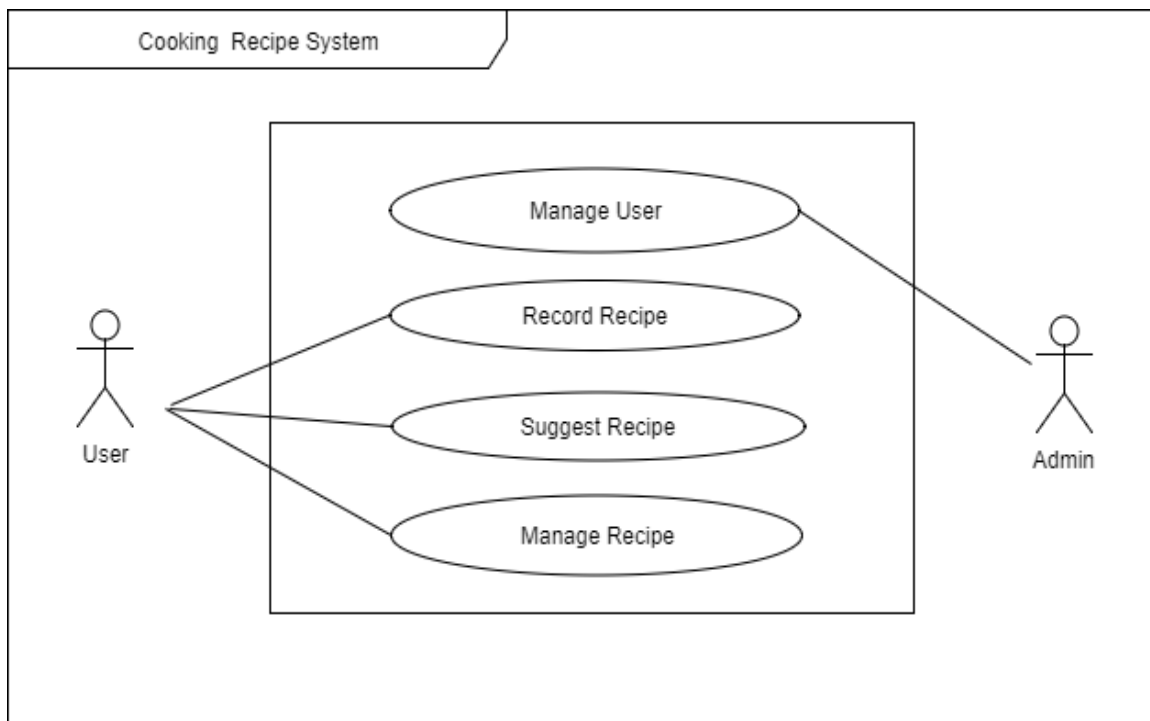 Cooking  Recipe System
Manage User
Record Recipe
Suggest Recipe
Manage Recipe
User
Admin